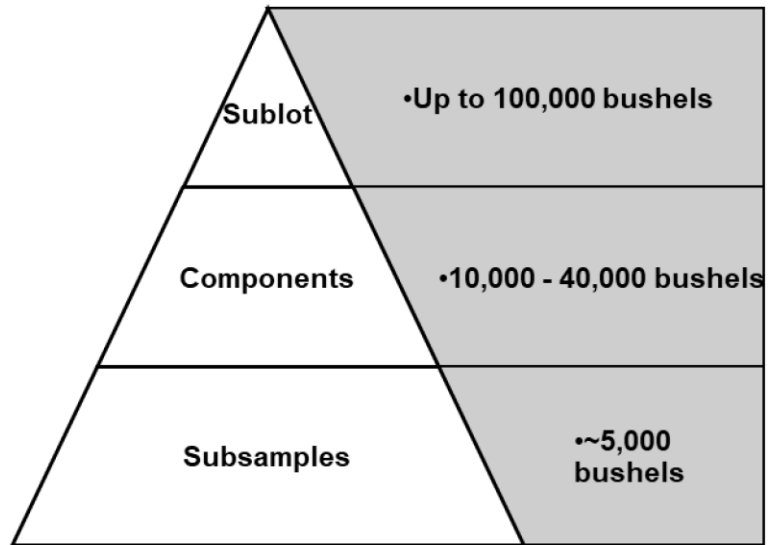 Sublot
•Up to 100,000 bushels
Components
•10,000 - 40,000 bushels
Subsamples
•~5,000
bushels